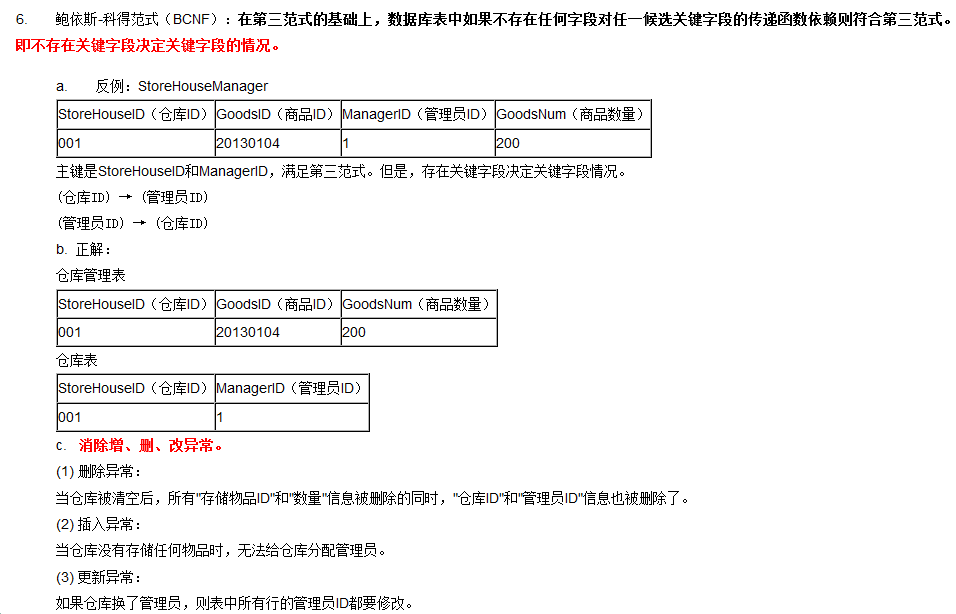 6. 鲍依斯-科得范式（BCNF）：在第三范式的基础上，数据库表中如果不存在任何字段对任一候选关键字段的传递函数依赖则符合第三范式。
即不存在关键字段决定关键字段的情况。
a. 反例：StoreHouseManager
StoreHouseID（仓库ID） GoodsID（商品ID） ManagerID（管理员ID） GoodsNum（商品数量）
001 20130104 1 200
主键是StoreHouseID和ManagerID，满足第三范式。但是，存在关键字段决定关键字段情况。
(仓库ID) → (管理员ID)
(管理员ID) → (仓库ID)
b. 正解：
仓库管理表
StoreHouseID（仓库ID） GoodsID（商品ID） GoodsNum（商品数量）
001 20130104 200
仓库表
StoreHouseID（仓库ID） ManagerID（管理员ID）
001 1
c. 消除增、删、改异常。
(1) 删除异常：
当仓库被清空后，所有"存储物品ID"和"数量"信息被删除的同时，"仓库ID"和"管理员ID"信息也被删除了。
(2) 插入异常：
当仓库没有存储任何物品时，无法给仓库分配管理员。
(3) 更新异常：
如果仓库换了管理员，则表中所有行的管理员ID都要修改。